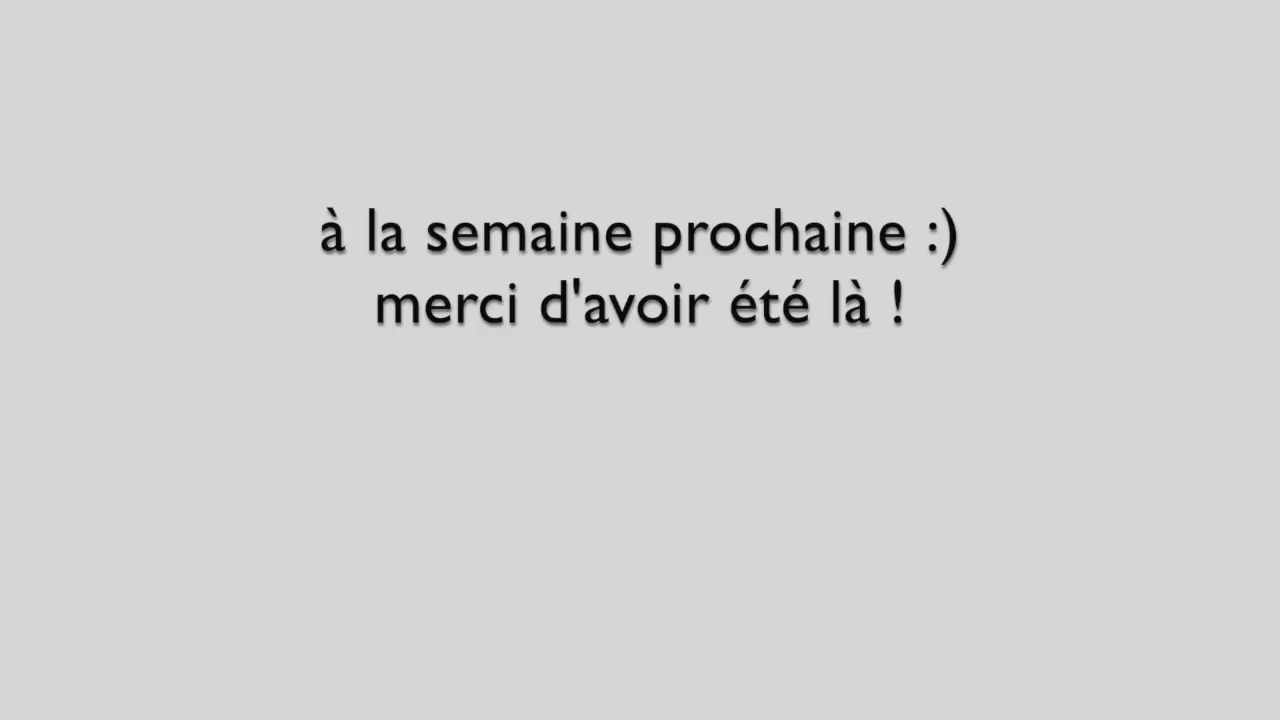 à la semaine prochaine :)
merci d'avoir été là !